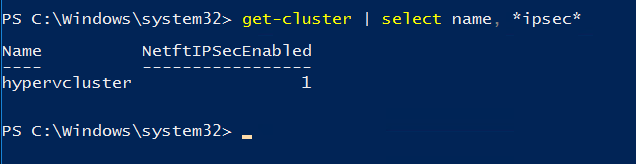 PS C:\Windows\system32> get-cluster | select name, *ipsec*
Name NetftIPSecEnabled
---- -----------------
hypervcluster 1
PS C:\Windows\system32>